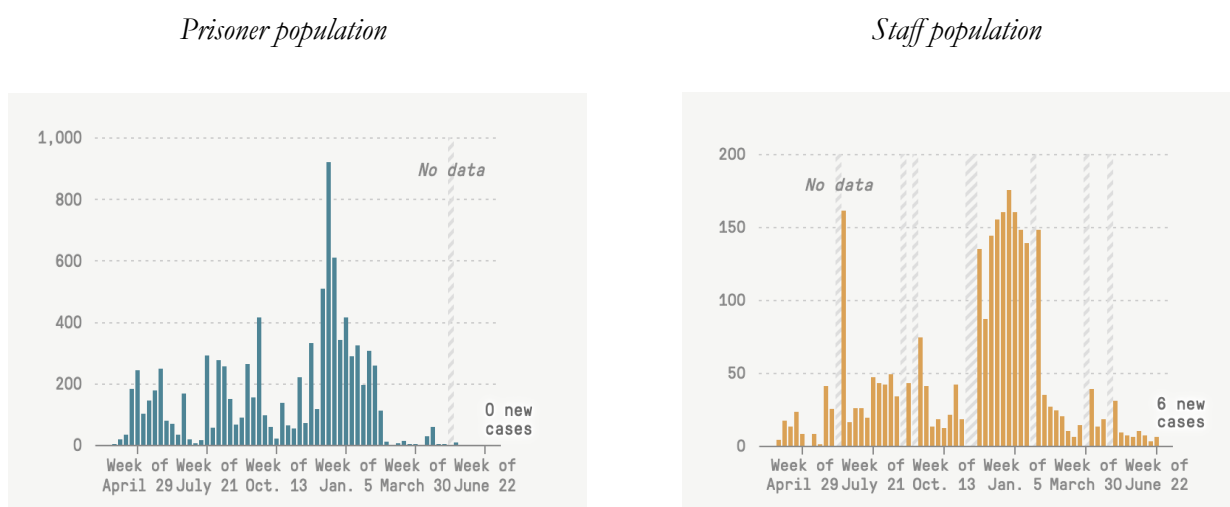 Prisoner population
Staff population
1,000
No data
800
600
400
200
0
0 new
cases
Week of Week of Week of Week of Week of Week of
April 29 July 21 Oct. 13 Jan. 5 March 30 June 22
200
No data
150
100
50
0
6 new
cases
Week of Week of Week of Week of Week of Week of
April 29 July 21 Oct. 13 Jan. 5 March 30 June 22